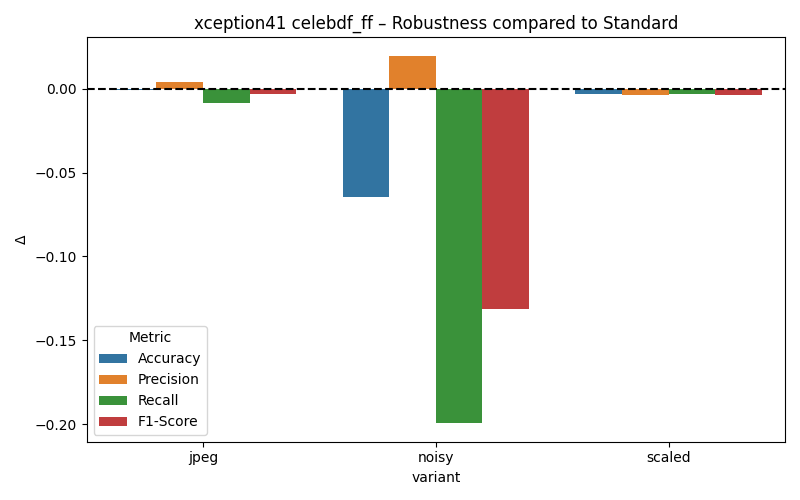 xception41 celebdf_ff – Robustness compared to Standard
0.00
−0.05
−0.10
−0.15
−0.20
Δ
Metric
Accuracy
Precision
Recall
F1-Score
jpeg
noisy
scaled
variant